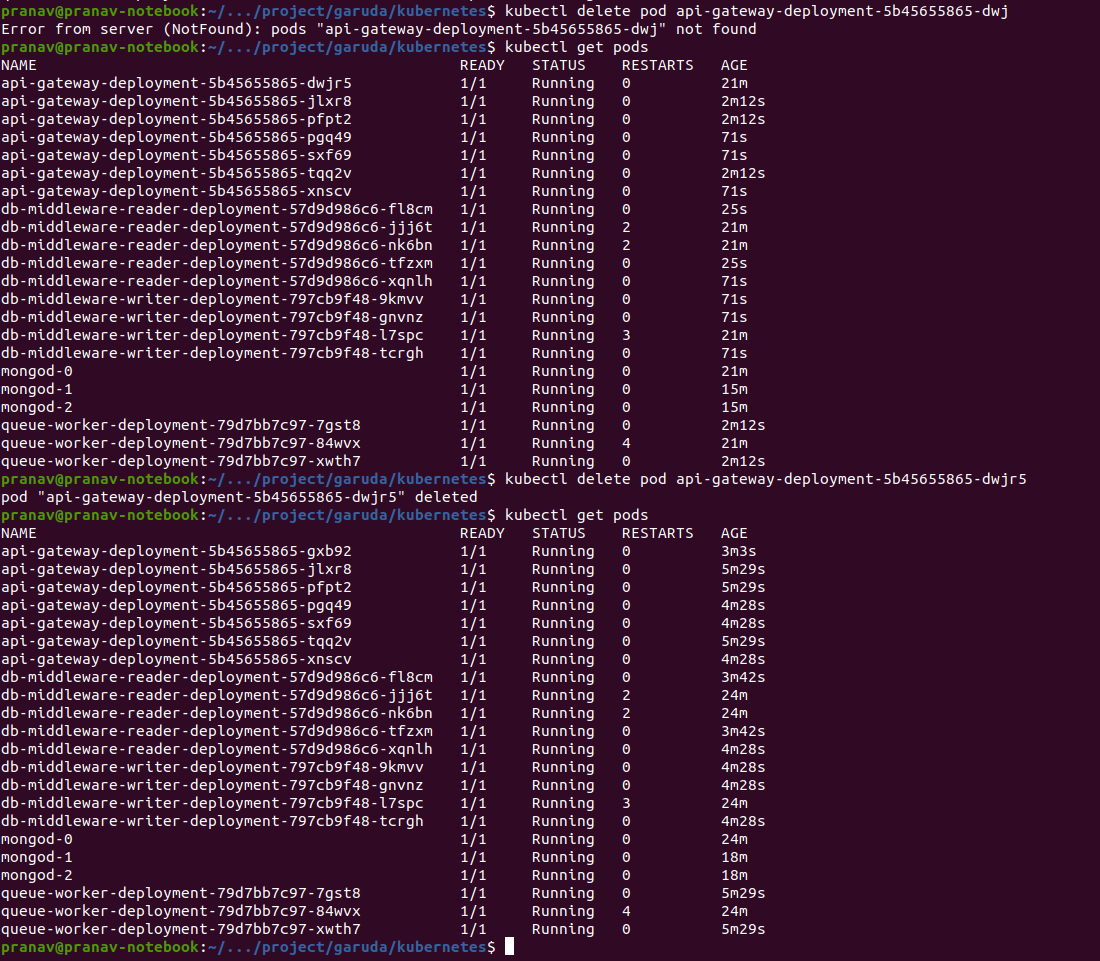 pranav@pranav-notebook:~/.../project/garuda/kubernetes$ kubectl delete pod api-gateway-deployment-5b45655865-dwj
Error from server (NotFound): pods "api-gateway-deployment-5b45655865-dwj" not found
pranav@pranav-notebook:~/.../project/garuda/kubernetes$ kubectl get pods
NAME READY STATUS RESTARTS AGE
api-gateway-deployment-5b45655865-dwjr5 1/1 Running 0 21m
api-gateway-deployment-5b45655865-jlxr8 1/1 Running 0 2m12s
api-gateway-deployment-5b45655865-pfpt2 1/1 Running 0 2m12s
api-gateway-deployment-5b45655865-pgq49 1/1 Running 0 71s
api-gateway-deployment-5b45655865-sxf69 1/1 Running 0 71s
api-gateway-deployment-5b45655865-tqq2v 1/1 Running 0 2m12s
api-gateway-deployment-5b45655865-xnscv 1/1 Running 0 71s
db-middleware-reader-deployment-57d9d986c6-fl8cm 1/1 Running 0 25s
db-middleware-reader-deployment-57d9d986c6-jjj6t 1/1 Running 2 21m
db-middleware-reader-deployment-57d9d986c6-nk6bn 1/1 Running 2 21m
db-middleware-reader-deployment-57d9d986c6-tfzxm 1/1 Running 0 25s
db-middleware-reader-deployment-57d9d986c6-xqnlh 1/1 Running 0 71s
db-middleware-writer-deployment-797cb9f48-9kmvv 1/1 Running 0 71s
db-middleware-writer-deployment-797cb9f48-gnvnz 1/1 Running 0 71s
db-middleware-writer-deployment-797cb9f48-l7spc 1/1 Running 3 21m
db-middleware-writer-deployment-797cb9f48-tcrgh 1/1 Running 0 71s
mongod-0 1/1 Running 0 21m
mongod-1 1/1 Running 0 15m
mongod-2 1/1 Running 0 15m
queue-worker-deployment-79d7bb7c97-7gst8 1/1 Running 0 2m12s
queue-worker-deployment-79d7bb7c97-84wvx 1/1 Running 4 21m
queue-worker-deployment-79d7bb7c97-xwth7 1/1 Running 0 2m12s
pranav@pranav-notebook:~/.../project/garuda/kubernetes$ kubectl delete pod api-gateway-deployment-5b45655865-dwjr5
pod "api-gateway-deployment-5b45655865-dwjr5" deleted
pranav@pranav-notebook:~/.../project/garuda/kubernetes$ kubectl get pods
NAME READY STATUS RESTARTS AGE
api-gateway-deployment-5b45655865-gxb92 1/1 Running 0 3m3s
api-gateway-deployment-5b45655865-jlxr8 1/1 Running 0 5m29s
api-gateway-deployment-5b45655865-pfpt2 1/1 Running 0 5m29s
api-gateway-deployment-5b45655865-pgq49 1/1 Running 0 4m28s
api-gateway-deployment-5b45655865-sxf69 1/1 Running 0 4m28s
api-gateway-deployment-5b45655865-tqq2v 1/1 Running 0 5m29s
api-gateway-deployment-5b45655865-xnscv 1/1 Running 0 4m28s
db-middleware-reader-deployment-57d9d986c6-fl8cm 1/1 Running 0 3m42s
db-middleware-reader-deployment-57d9d986c6-jjj6t 1/1 Running 2 24m
db-middleware-reader-deployment-57d9d986c6-nk6bn 1/1 Running 2 24m
db-middleware-reader-deployment-57d9d986c6-tfzxm 1/1 Running 0 3m42s
db-middleware-reader-deployment-57d9d986c6-xqnlh 1/1 Running 0 4m28s
db-middleware-writer-deployment-797cb9f48-9kmvv 1/1 Running 0 4m28s
db-middleware-writer-deployment-797cb9f48-gnvnz 1/1 Running 0 4m28s
db-middleware-writer-deployment-797cb9f48-l7spc 1/1 Running 3 24m
db-middleware-writer-deployment-797cb9f48-tcrgh 1/1 Running 0 4m28s
mongod-0 1/1 Running 0 24m
mongod-1 1/1 Running 0 18m
mongod-2 1/1 Running 0 18m
queue-worker-deployment-79d7bb7c97-7gst8 1/1 Running 0 5m29s
queue-worker-deployment-79d7bb7c97-84wvx 1/1 Running 4 24m
queue-worker-deployment-79d7bb7c97-xwth7 1/1 Running 0 5m29s
pranav@pranav-notebook:~/.../project/garuda/kubernetes$